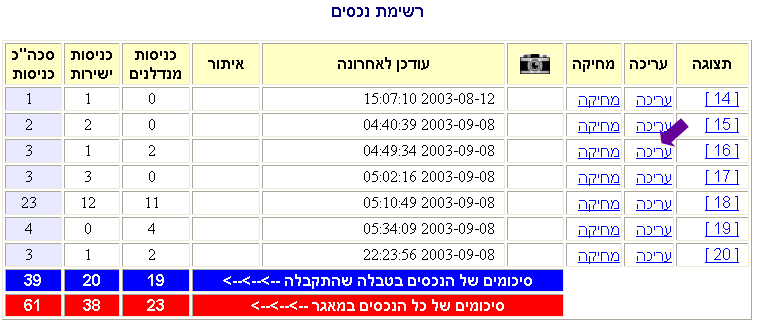 רשימת נכסים
תצוגה עריכה מחיקה עודכן לאחרונה איתור כניסות מנדלנים כניסות ישירות סכה"כ כניסות
[ 14 ] עריכה מחיקה 15:07:10 2003-08-12 0 1 1
[ 15 ] עריכה מחיקה 04:40:39 2003-09-08 0 2 2
[ 16 ] עריכה מחיקה 04:49:34 2003-09-08 2 1 3
[ 17 ] עריכה מחיקה 05:02:16 2003-09-08 0 3 3
[ 18 ] עריכה מחיקה 05:10:49 2003-09-08 11 12 23
[ 19 ] עריכה מחיקה 05:34:09 2003-09-08 4 0 4
[ 20 ] עריכה מחיקה 22:23:56 2003-09-08 2 1 3
סיכומים של הנכסים בטבלה שהתקבלה -->-->--> 19 20 39
סיכומים של כל הנכסים במאגר -->-->--> 23 38 61